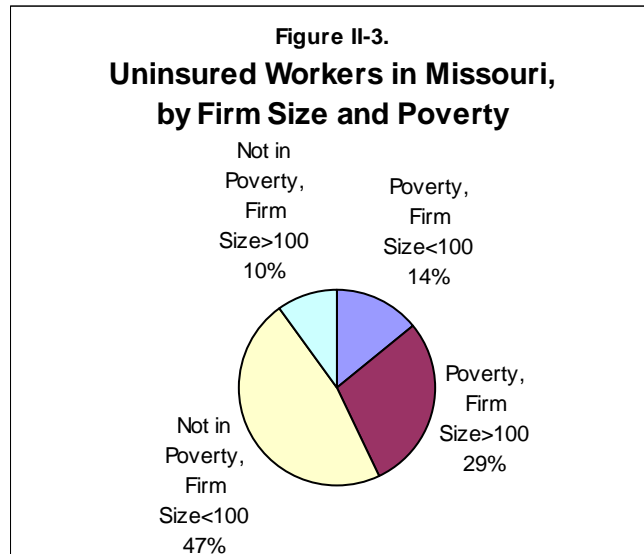 Figure II-3.
Uninsured Workers in Missouri,
by Firm Size and Poverty
Not in
Poverty,
Firm
Size>100
10%
Poverty,
Firm
Size<100
14%
Poverty,
Firm
Size>100
29%
Not in
Poverty,
Firm
Size<100
47%